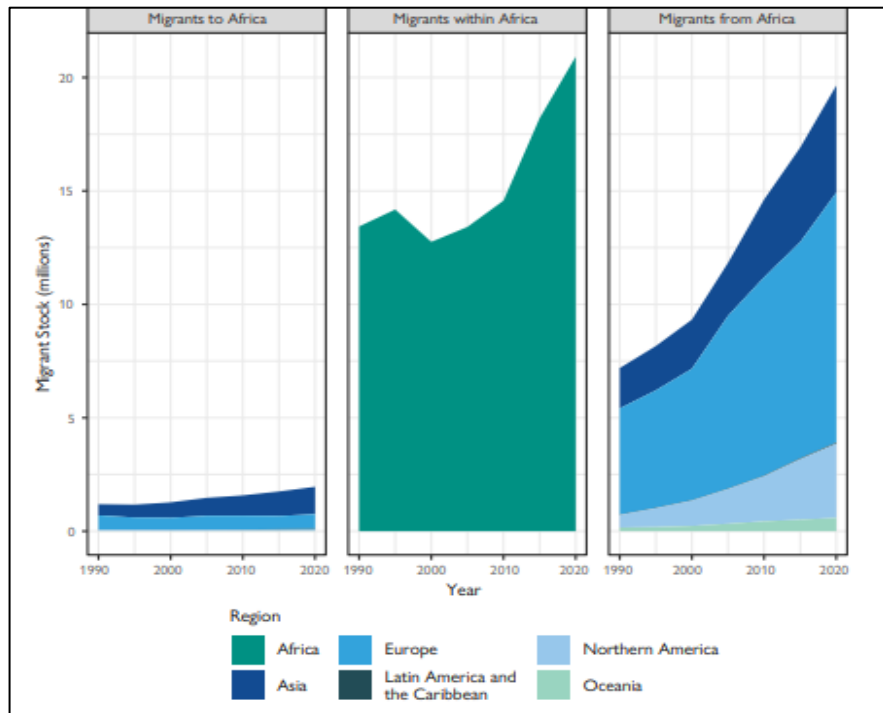 Migrants to Africa
Migrants within Africa
Migrants from Africa
Migrant Stock (millions)
20
15
10
5
0
1990 2000 2010 2020
1990 2000 2010 2020
1990 2000 2010 2020
Year
Region
Africa
Europe
Northern America
Asia
Latin America and
the Caribbean
Oceania